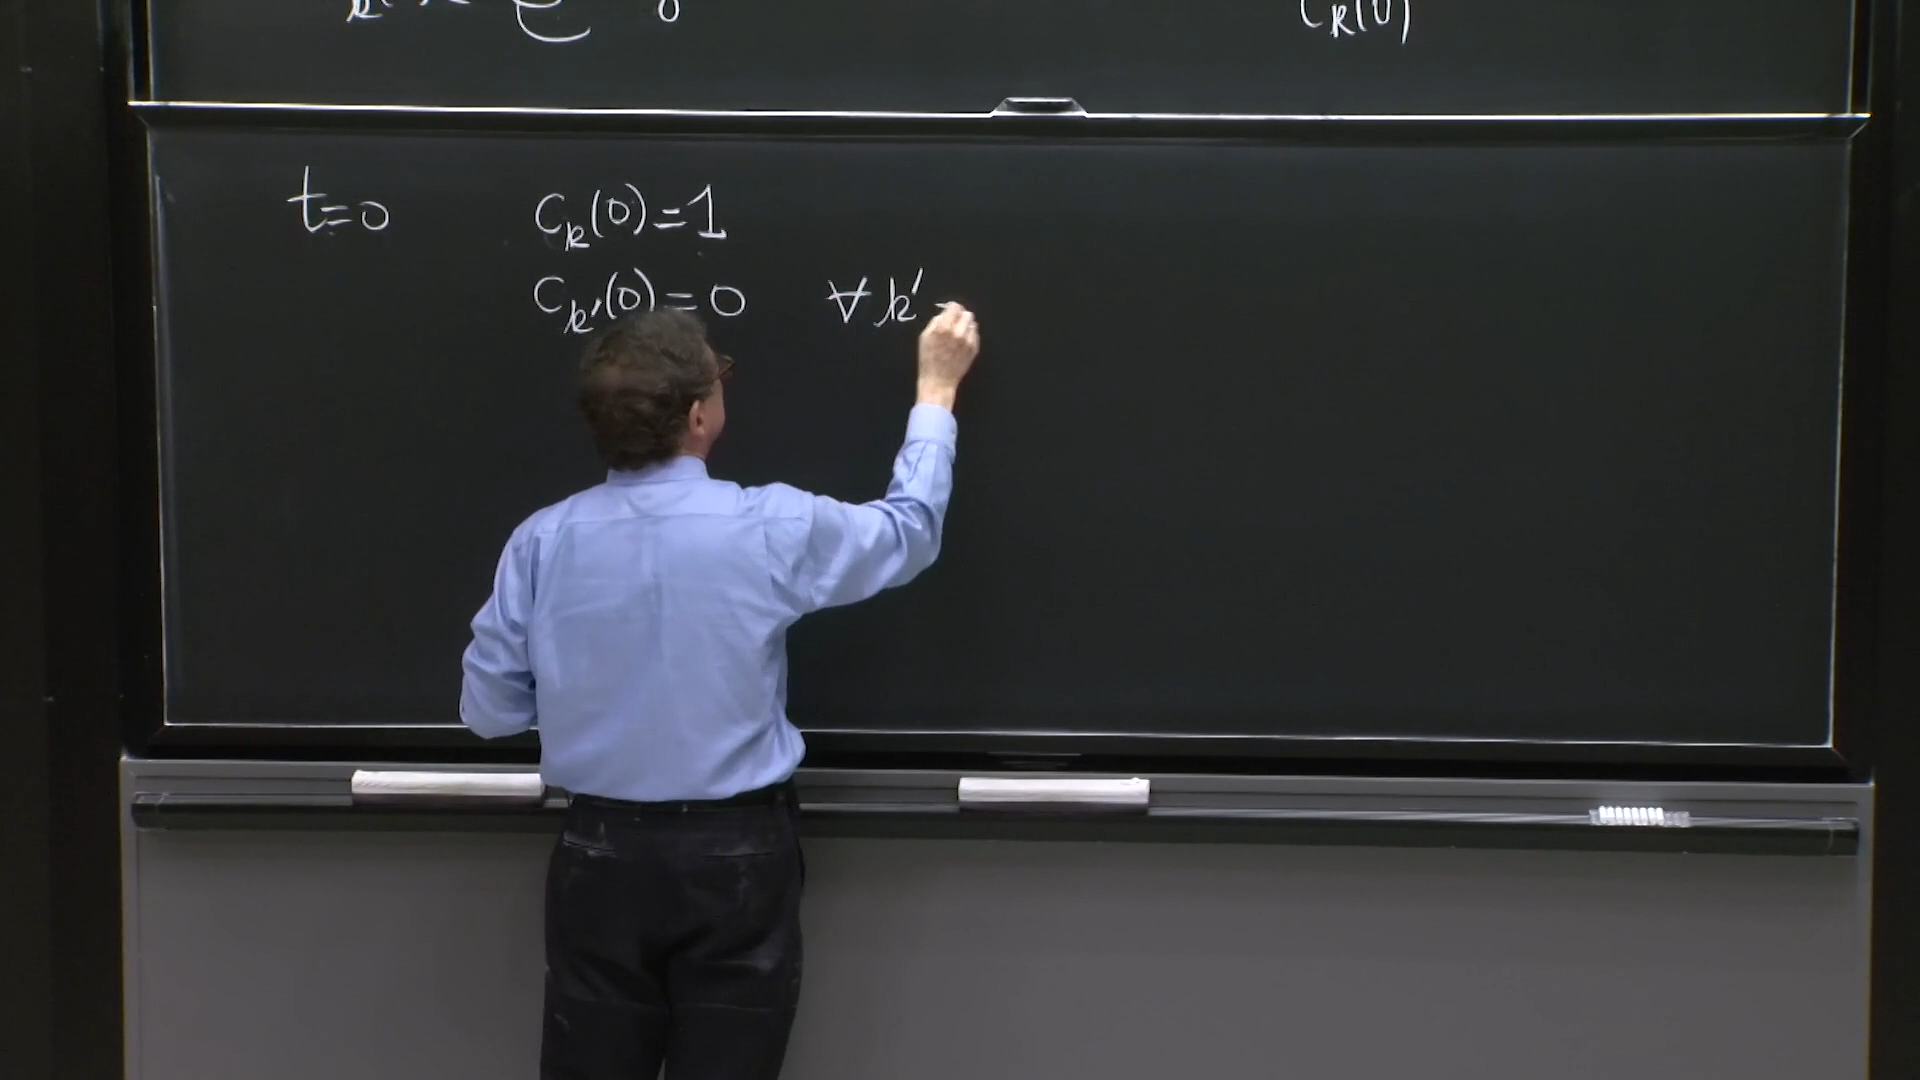 C_k(0)
t=0 C_k(0)=1
C_k'(0)=0 ∀ k'